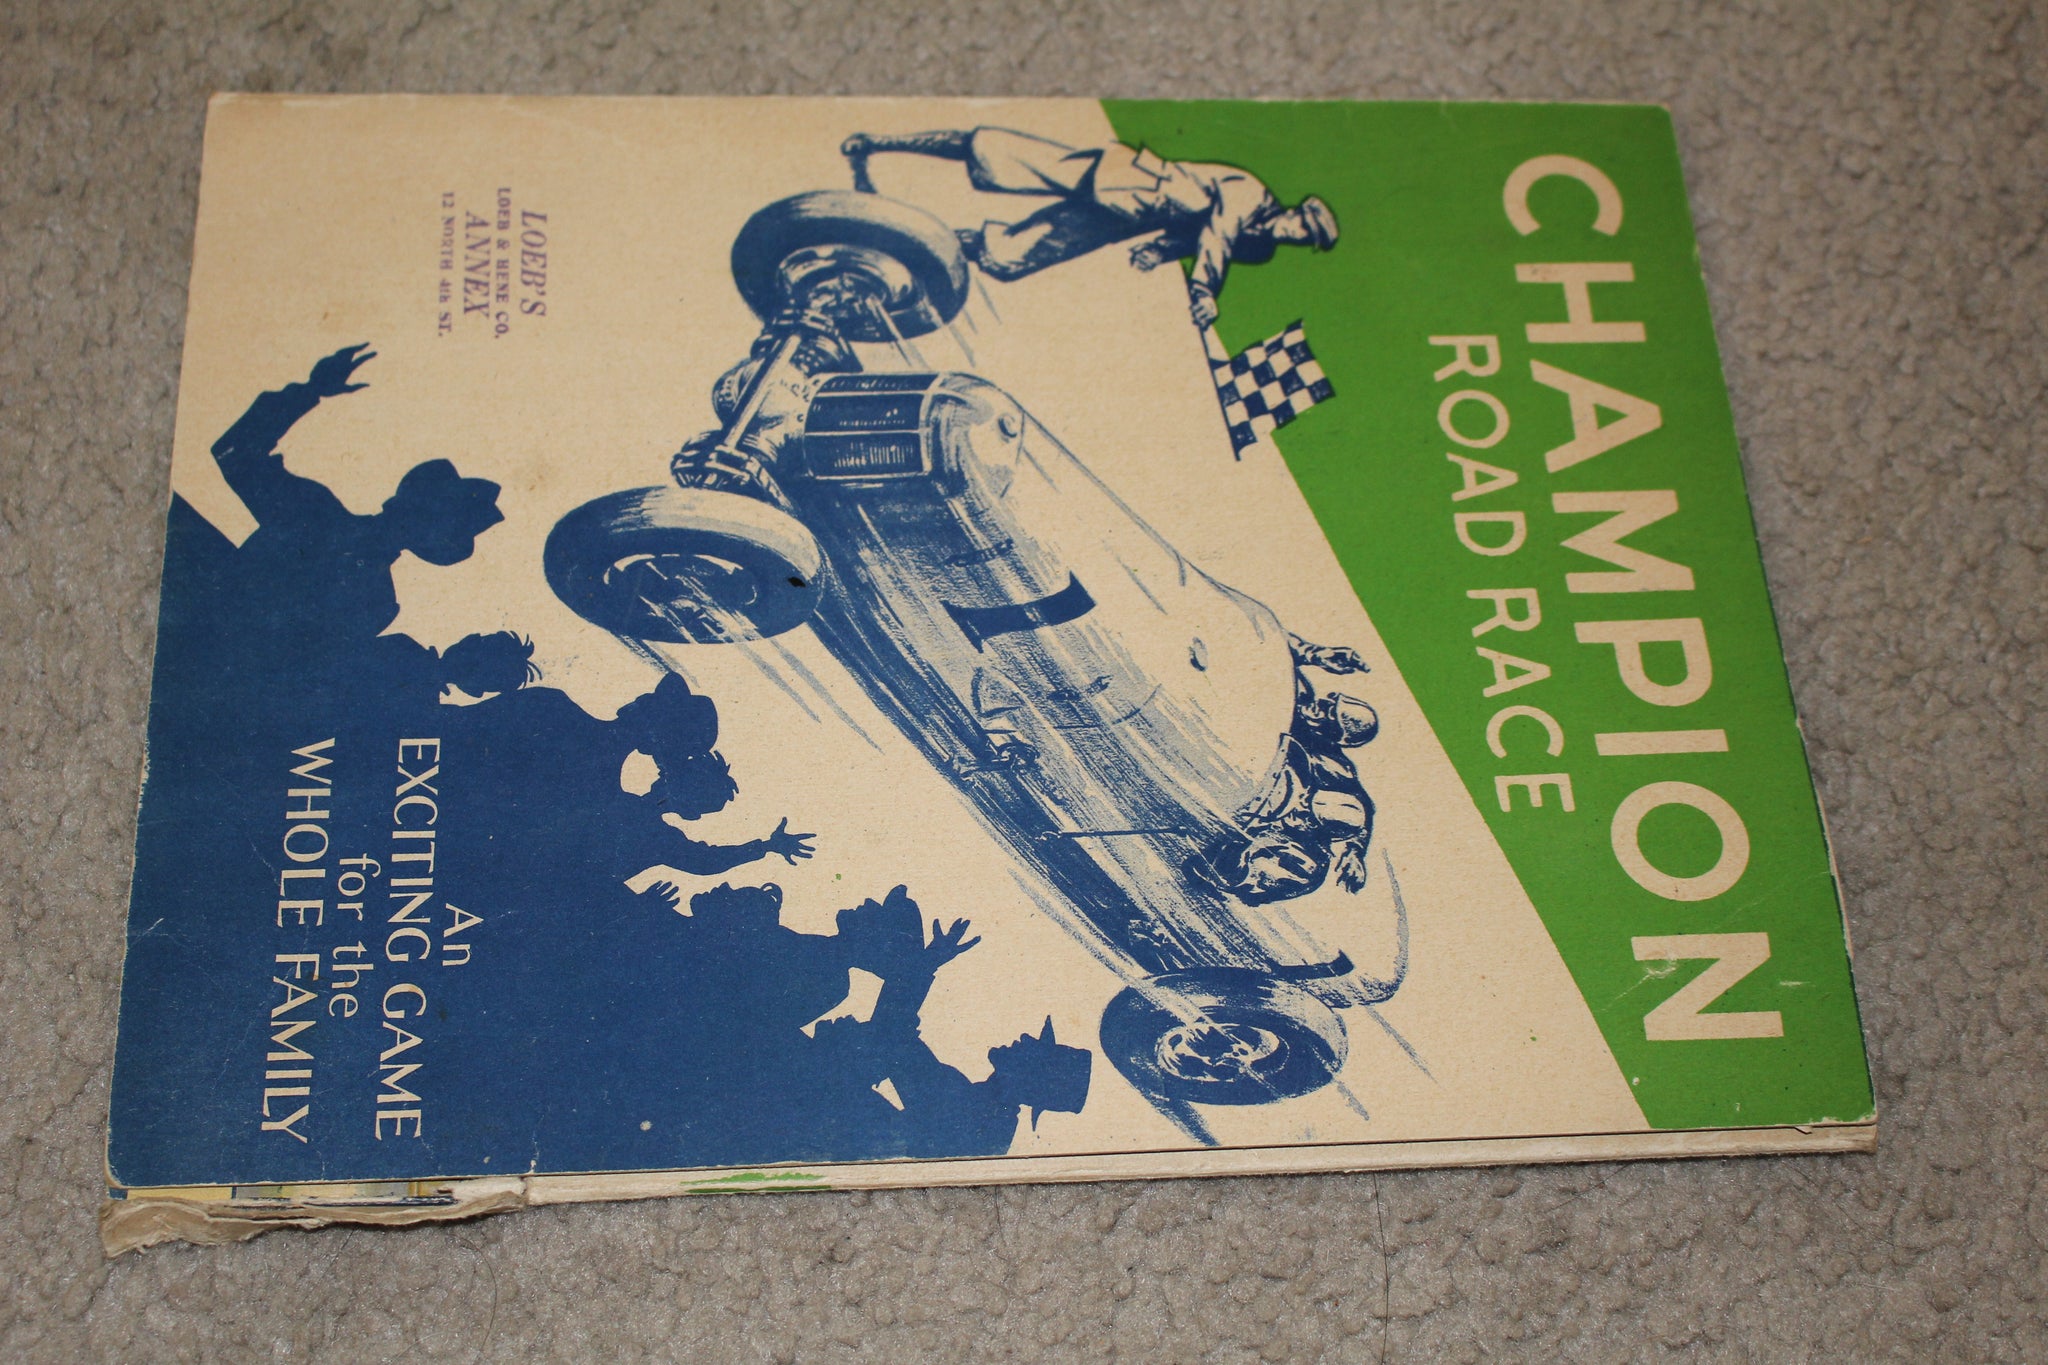 CHAMPION
ROAD RACE
1
LOEB'S
LOEB & HENE CO.
ANNEX
12 NORTH 4th ST.
An
EXCITING GAME
for the
WHOLE FAMILY